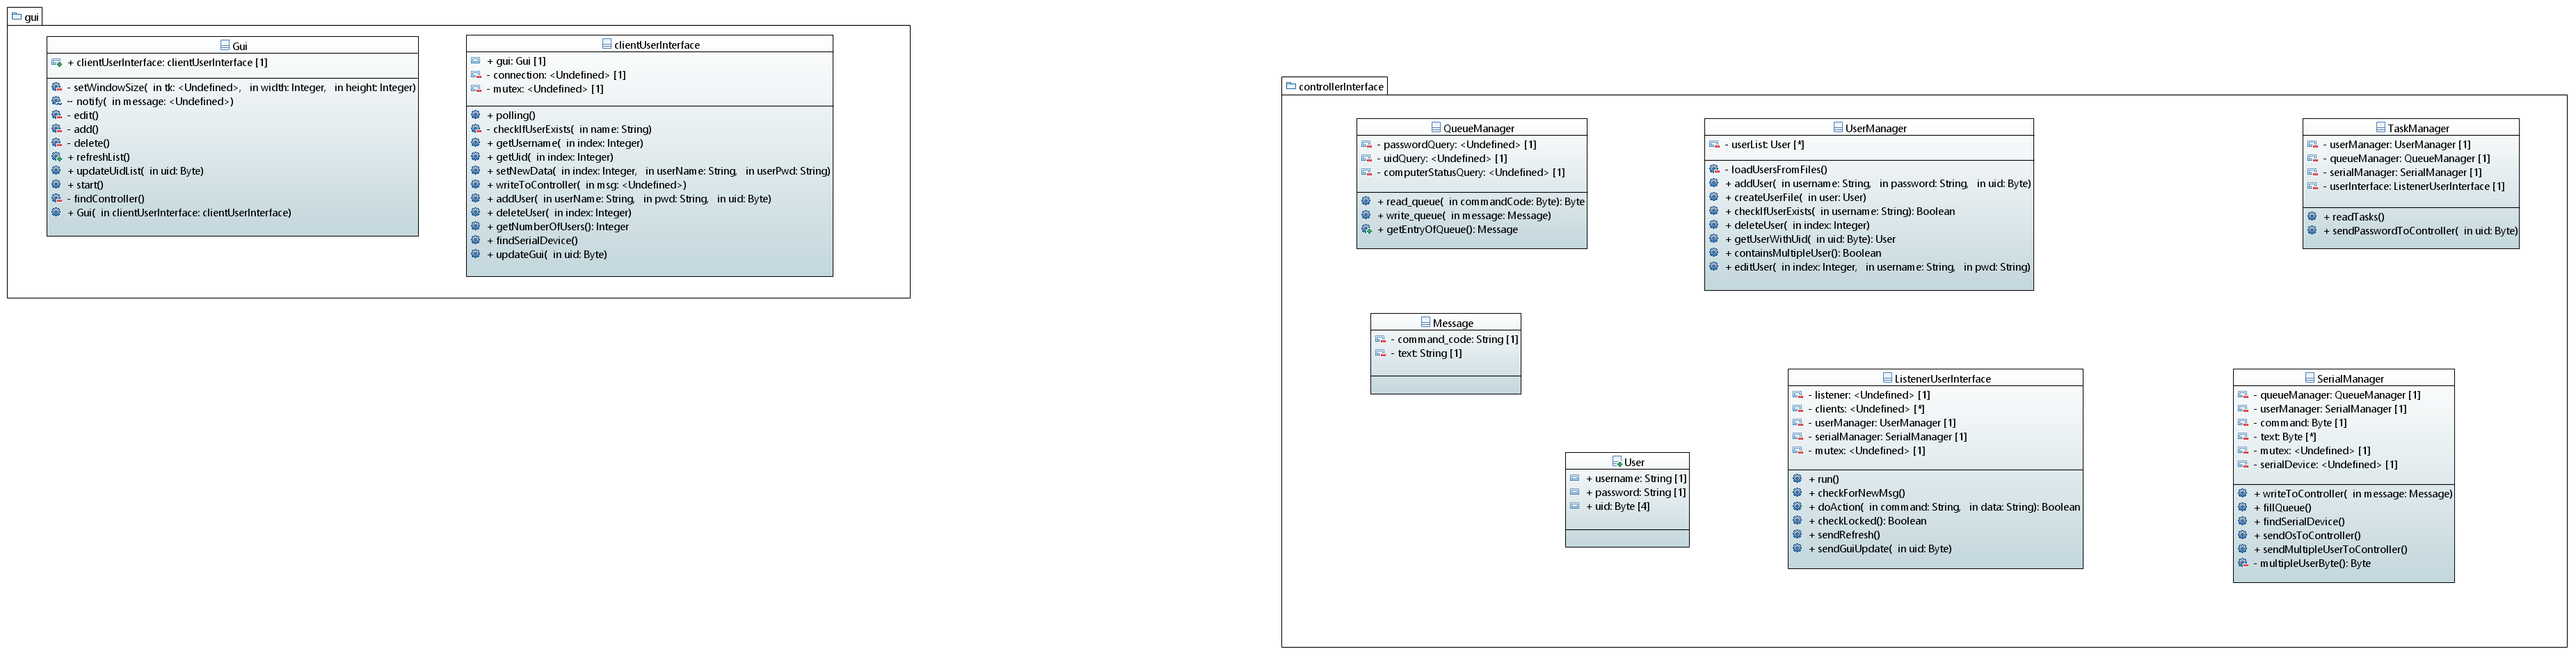 gui
Gui
+ clientUserInterface: clientUserInterface [1]
- setWindowSize( in tk: <Undefined>, in width: Integer, in height: Integer)
~ notify( in message: <Undefined>)
- edit()
- add()
- delete()
+ refreshList()
+ updateUidList( in uid: Byte)
+ start()
- findController()
+ Gui( in clientUserInterface: clientUserInterface)
clientUserInterface
+ gui: Gui [1]
- connection: <Undefined> [1]
- mutex: <Undefined> [1]
+ polling()
- checkIfUserExists( in name: String)
+ getUsername( in index: Integer)
+ getUid( in index: Integer)
+ setNewData( in index: Integer, in userName: String, in userPwd: String)
+ writeToController( in msg: <Undefined>)
+ addUser( in userName: String, in pwd: String, in uid: Byte)
+ deleteUser( in index: Integer)
+ getNumberOfUsers(): Integer
+ findSerialDevice()
+ updateGui( in uid: Byte)
controllerInterface
QueueManager
- passwordQuery: <Undefined> [1]
- uidQuery: <Undefined> [1]
- computerStatusQuery: <Undefined> [1]
+ read_queue( in commandCode: Byte): Byte
+ write_queue( in message: Message)
+ getEntryOfQueue(): Message
UserManager
- userList: User [*]
- loadUsersFromFiles()
+ addUser( in username: String, in password: String, in uid: Byte)
+ createUserFile( in user: User)
+ checkIfUserExists( in username: String): Boolean
+ deleteUser( in index: Integer)
+ getUserWithUid( in uid: Byte): User
+ containsMultipleUser(): Boolean
+ editUser( in index: Integer, in username: String, in pwd: String)
TaskManager
- userManager: UserManager [1]
- queueManager: QueueManager [1]
- serialManager: SerialManager [1]
- userInterface: ListenerUserInterface [1]
+ readTasks()
+ sendPasswordToController( in uid: Byte)
Message
- command_code: String [1]
- text: String [1]
User
+ username: String [1]
+ password: String [1]
+ uid: Byte [4]
ListenerUserInterface
- listener: <Undefined> [1]
- clients: <Undefined> [*]
- userManager: UserManager [1]
- serialManager: SerialManager [1]
- mutex: <Undefined> [1]
+ run()
+ checkForNewMsg()
+ doAction( in command: String, in data: String): Boolean
+ checkLocked(): Boolean
+ sendRefresh()
+ sendGuiUpdate( in uid: Byte)
SerialManager
- queueManager: QueueManager [1]
- userManager: SerialManager [1]
- command: Byte [1]
- text: Byte [*]
- mutex: <Undefined> [1]
- serialDevice: <Undefined> [1]
+ writeToController( in message: Message)
+ fillQueue()
+ findSerialDevice()
+ sendOsToController()
+ sendMultipleUserToController()
- multipleUserByte(): Byte